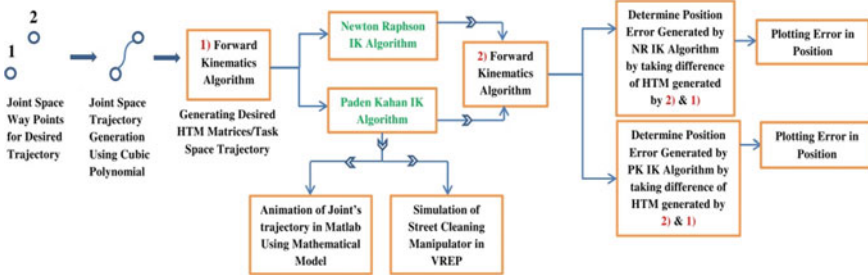 2
1
Joint Space
Way Points
for Desired
Trajectory
Joint Space
Trajectory
Generation
Using Cubic
Polynomial
1) Forward
Kinematics
Algorithm
Generating Desired
HTM Matrices/Task
Space Trajectory
Newton Raphson
IK Algorithm
Paden Kahan IK
Algorithm
2) Forward
Kinematics
Algorithm
Animation of Joint's
trajectory in Matlab
Using Mathematical
Model
Simulation of
Street Cleaning
Manipulator in
VREP
Determine Position
Error Generated by
NR IK Algorithm
by taking difference
of HTM generated
by 2) & 1)
Plotting Error in
Position
Determine Position
Error Generated by
PK IK Algorithm by
taking difference of
HTM generated by
2) & 1)
Plotting Error in
Position